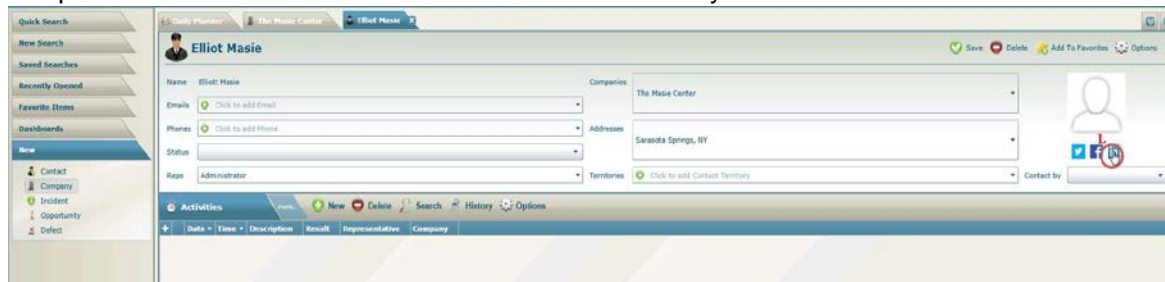 Quick Search
New Search
Saved Searches
Recently Opened
Favorite Items
Dashboards
New
Contact
Company
Incident
Opportunity
Defect
Daily Planner
The Masie Center
Elliot Masie X
Elliot Masie
Save Delete Add To Favorites Options
Name Elliott Masie
Emails Click to add Email
Phones Click to add Phone
Status
Reps Administrator
Companies The Masie Center
Addresses Sarasota Springs, NY
Territories Click to add Contact Territory
Contact by
Activities
New Delete Search History Options
Date Time Description Result Representative Company